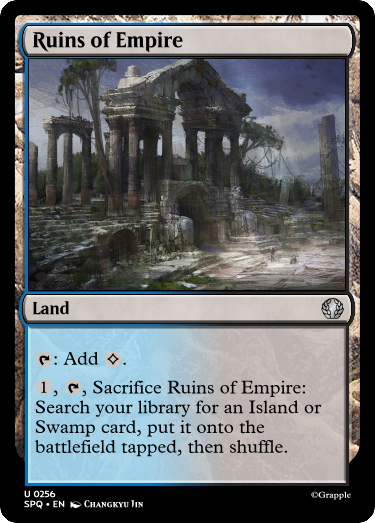 Ruins of Empire
Land
: Add .
1, , Sacrifice Ruins of Empire:
Search your library for an Island or
Swamp card, put it onto the
battlefield tapped, then shuffle.
U 0256
SPQ • EN Changkyu Jin
©Grapple